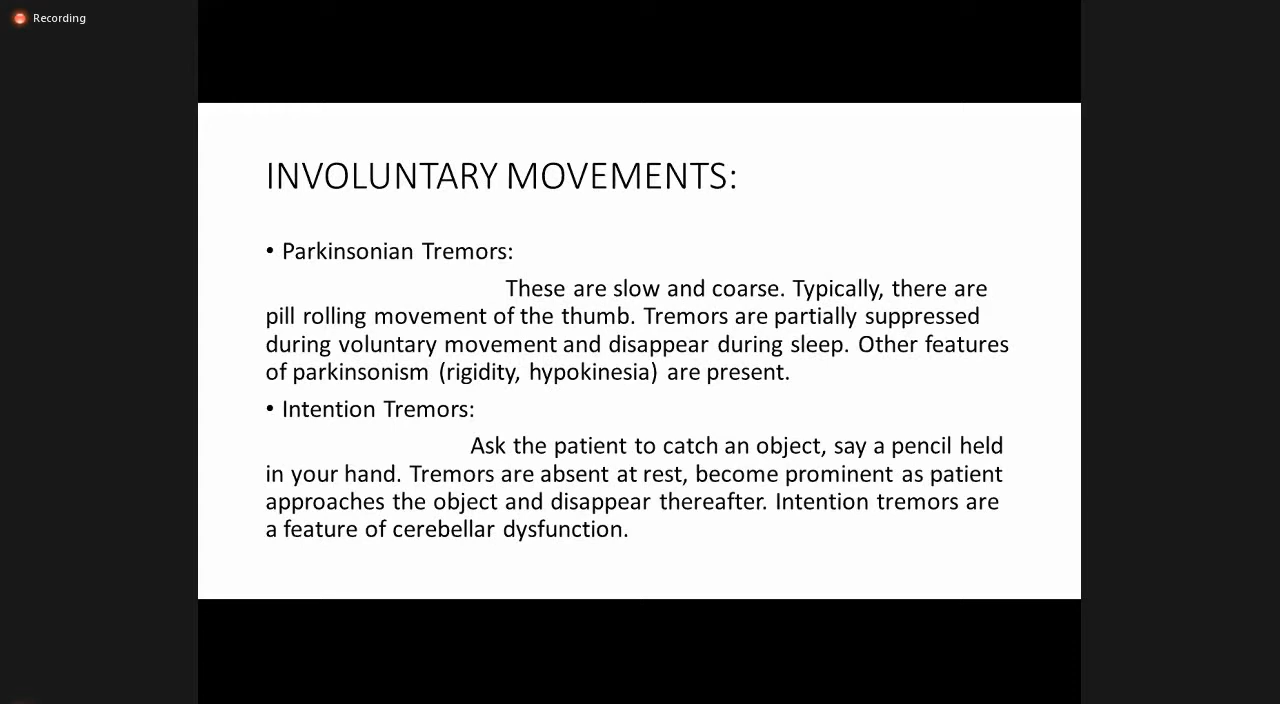 Recording
INVOLUNTARY MOVEMENTS:
• Parkinsonian Tremors:
These are slow and coarse. Typically, there are
pill rolling movement of the thumb. Tremors are partially suppressed
during voluntary movement and disappear during sleep. Other features
of parkinsonism (rigidity, hypokinesia) are present.
• Intention Tremors:
Ask the patient to catch an object, say a pencil held
in your hand. Tremors are absent at rest, become prominent as patient
approaches the object and disappear thereafter. Intention tremors are
a feature of cerebellar dysfunction.